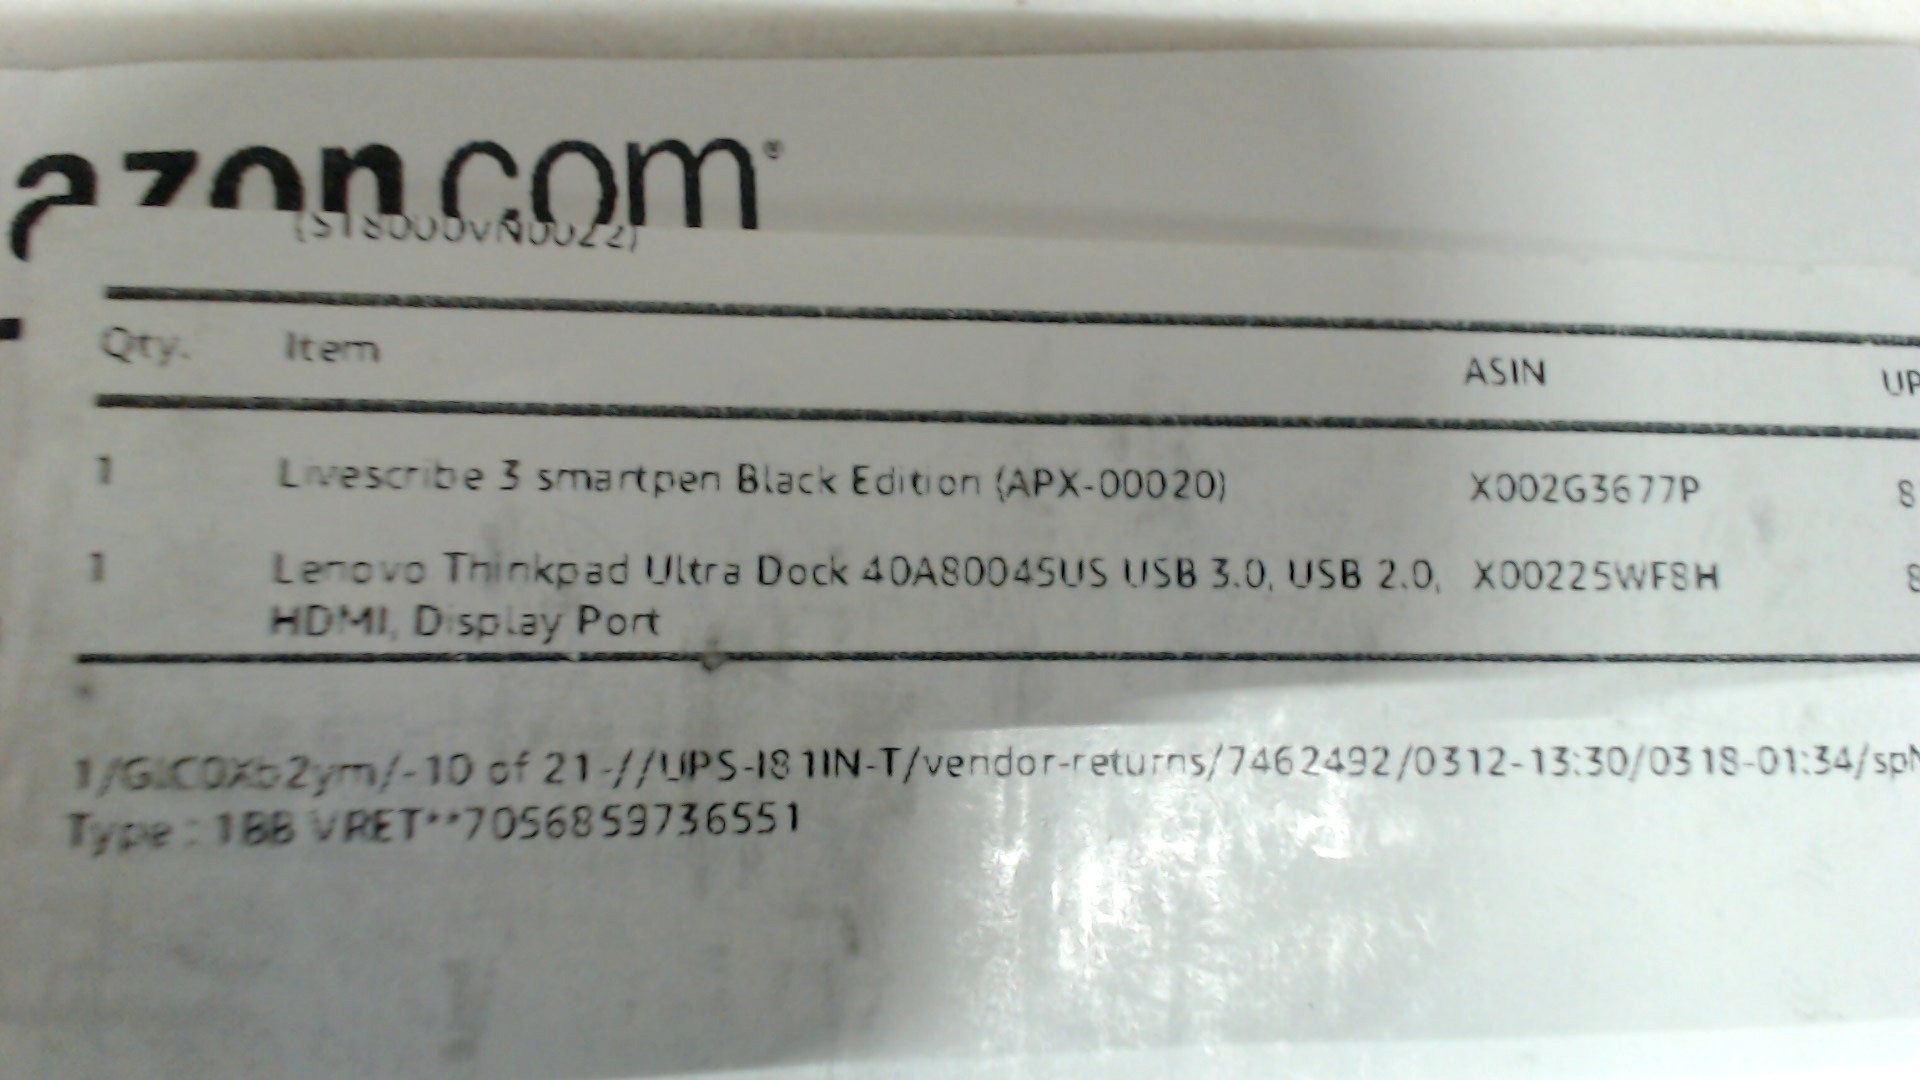 azon.com®
Qty. Item ASIN UP
1 Livescribe 3 smartpen Black Edition (APX-00020) X002G3677P
1 Lenovo Thinkpad Ultra Dock 40A80045US USB 3.0, USB 2.0, X00225WF8H
HDMI, Display Port
-10 of 21-//UPS-I81IN-T/vendor-returns/7462492/0312-13:30/0318-01:34/spN
Type : 1BB VRET**7056859736551